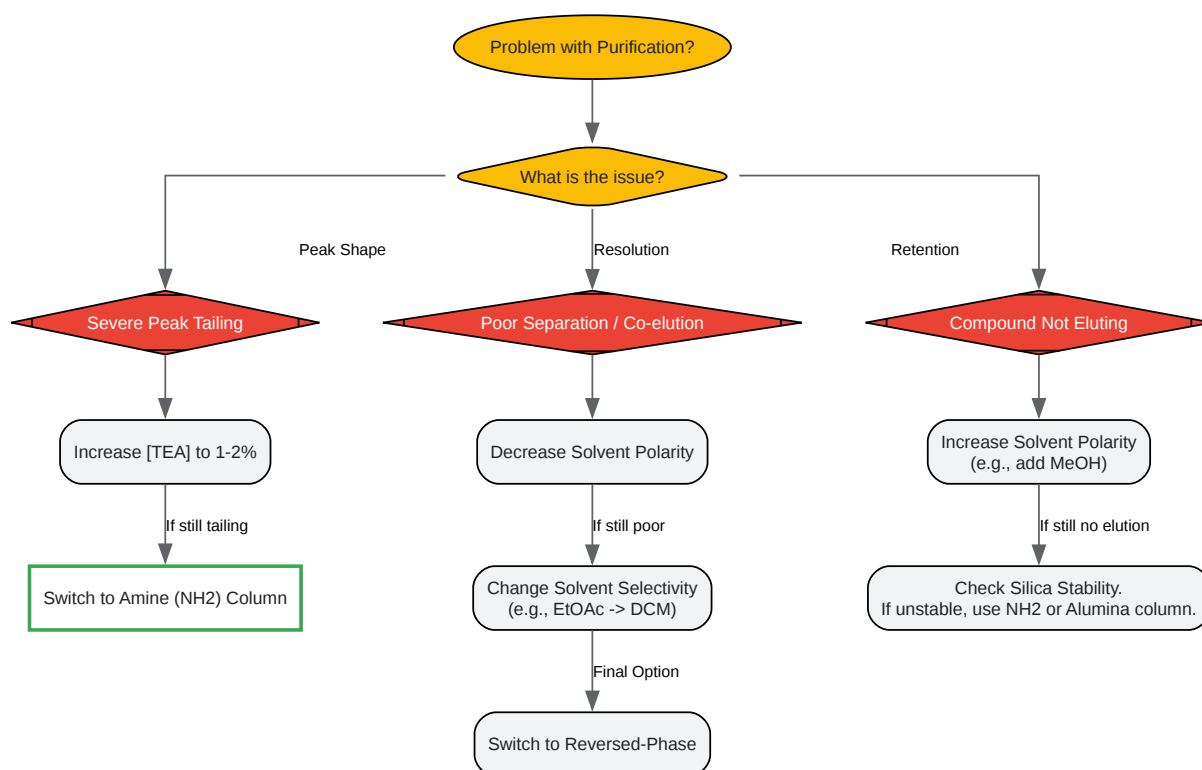 Problem with Purification?
What is the issue?
Peak Shape
Resolution
Retention
Severe Peak Tailing
Poor Separation / Co-elution
Compound Not Eluting
Increase [TEA] to 1-2%
Decrease Solvent Polarity
Increase Solvent Polarity
(e.g., add MeOH)
If still tailing
If still poor
If still no elution
Switch to Amine (NH2) Column
Change Solvent Selectivity
(e.g., EtOAc -> DCM)
Check Silica Stability.
If unstable, use NH2 or Alumina column.
Final Option
Switch to Reversed-Phase